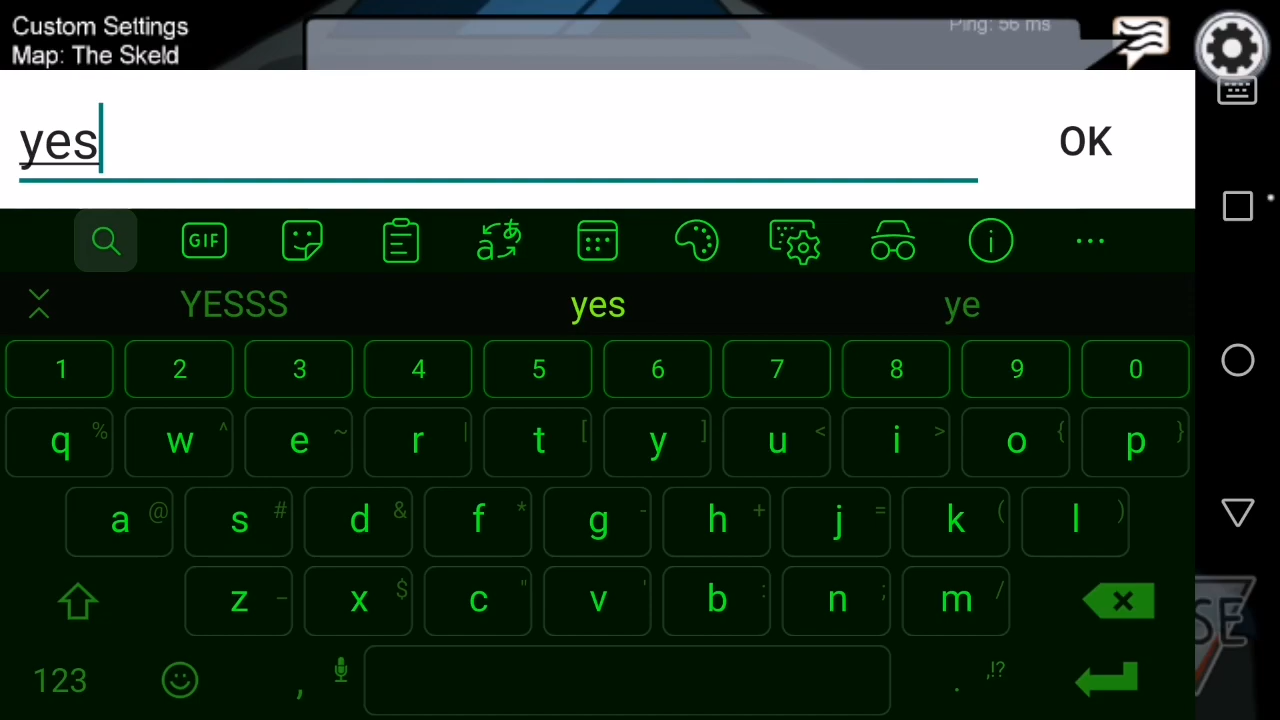 Custom Settings
Map: The Skeld
Ping: 56 ms
yes
OK
GIF
YESSS yes ye
1 2 3 4 5 6 7 8 9 0
q % w ^ e ~ r | t [ y ] u < i > o { p }
a @ s # d & f * g - h + j = k ( l )
z _ x $ c " v ' b : n ; m /
123 , . ,!?
SE